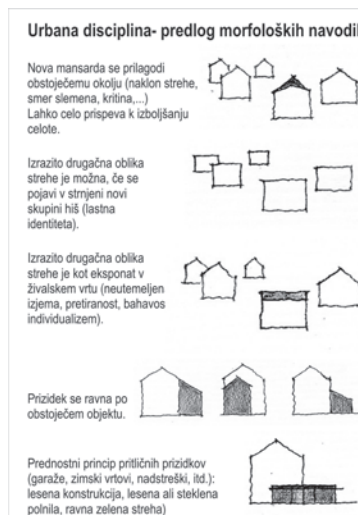 Urbana disciplina- predlog morfoloških navodil
Nova mansarda se prilagodi
obstoječemu okolju (naklon strehe,
smer slemena, kritina,...)
Lahko celo prispeva k izboljšanju
celote.
Izrazito drugačna oblika
strehe je možna, če se
pojavi v strnjeni novi
skupini hiš (lastna
identiteta).
Izrazito drugačna oblika
strehe je kot eksponat v
živalskem vrtu (neutemeljen
izjema, pretiranost, bahavos
individualizem).
Prizidek se ravna po
obstoječem objektu.
Prednostni princip pritličnih prizidkov
(garaže, zimski vrtovi, nadstreški, itd.):
lesena konstrukcija, lesena ali steklena
polnila, ravna zelena streha)